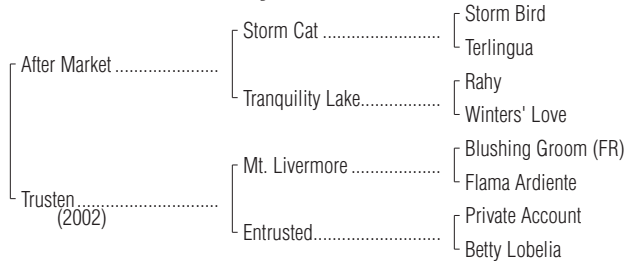 Storm Bird
Storm Cat ..............................
Terlingua
After Market ..........................
Rahy
Tranquility Lake....................
Winters' Love
Blushing Groom (FR)
Mt. Livermore ......................
Flama Ardiente
Trusten ............................
(2002)
Private Account
Entrusted................................
Betty Lobelia